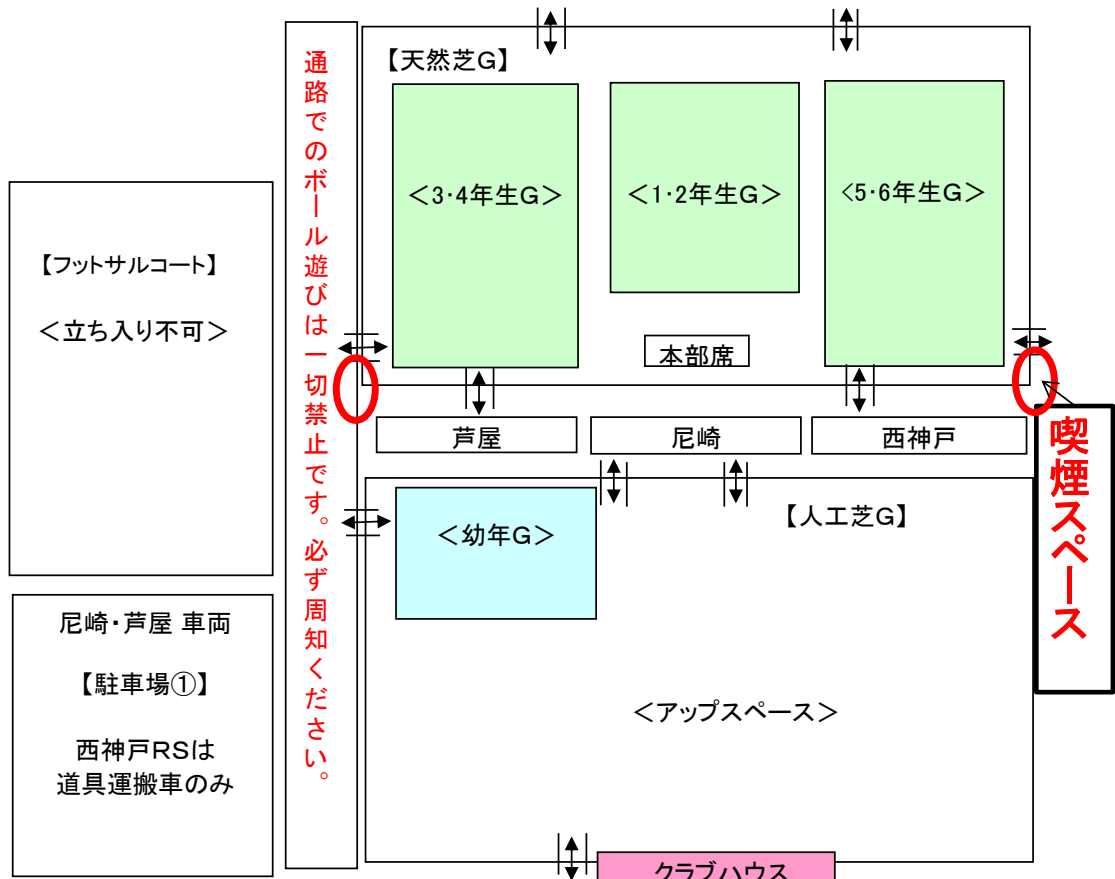 通路でのボール遊びは一切禁止です。必ず周知ください。
【天然芝G】
＜3・4年生G＞
＜1・2年生G＞
<5・6年生G＞
【フットサルコート】
＜立ち入り不可＞
本部席
芦屋
尼崎
西神戸
喫煙スペース
＜幼年G＞
【人工芝G】
尼崎・芦屋 車両
【駐車場①】
西神戸RSは
道具運搬車のみ
＜アップスペース＞
クラブハウス